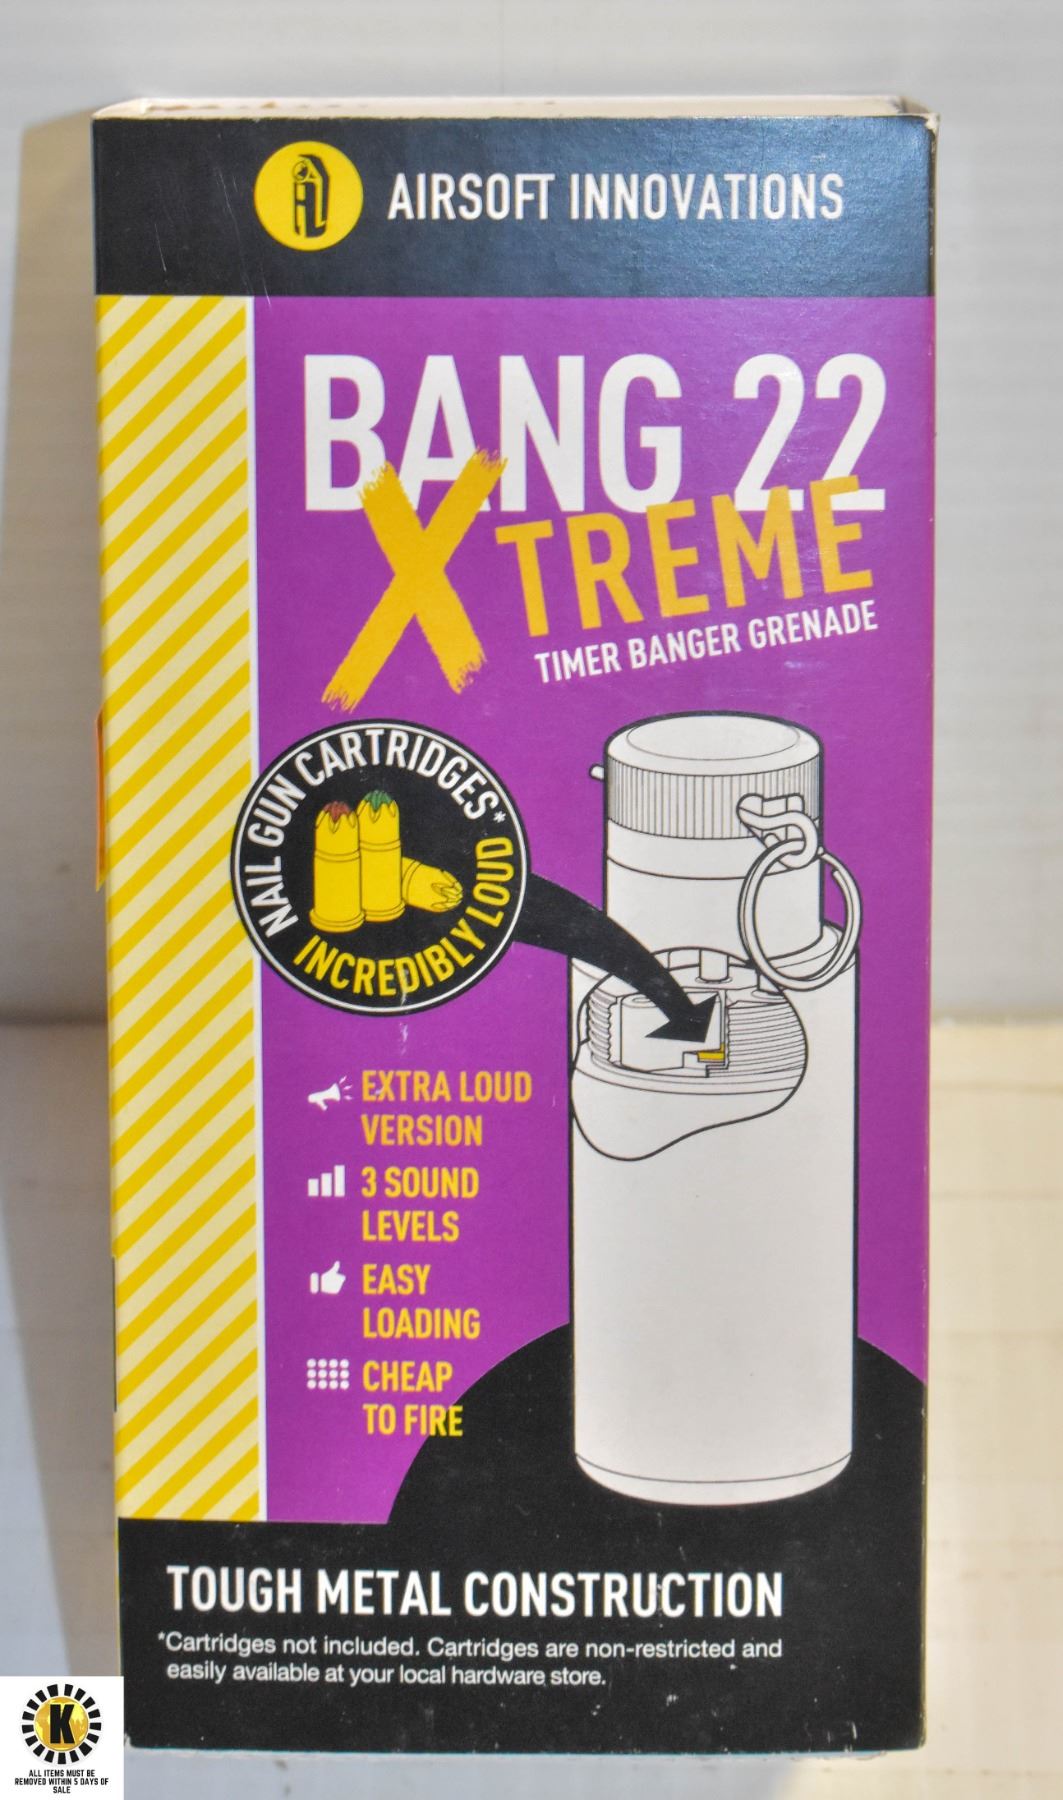 AIRSOFT INNOVATIONS
BANG 22
XTREME
TIMER BANGER GRENADE
NAIL GUN CARTRIDGES*
INCREDIBLY LOUD
EXTRA LOUD
VERSION
3 SOUND
LEVELS
EASY
LOADING
CHEAP
TO FIRE
TOUGH METAL CONSTRUCTION
*Cartridges not included. Cartridges are non-restricted and
easily available at your local hardware store.
K
ALL ITEMS MUST BE
REMOVED WITHIN 5 DAYS OF
SALE